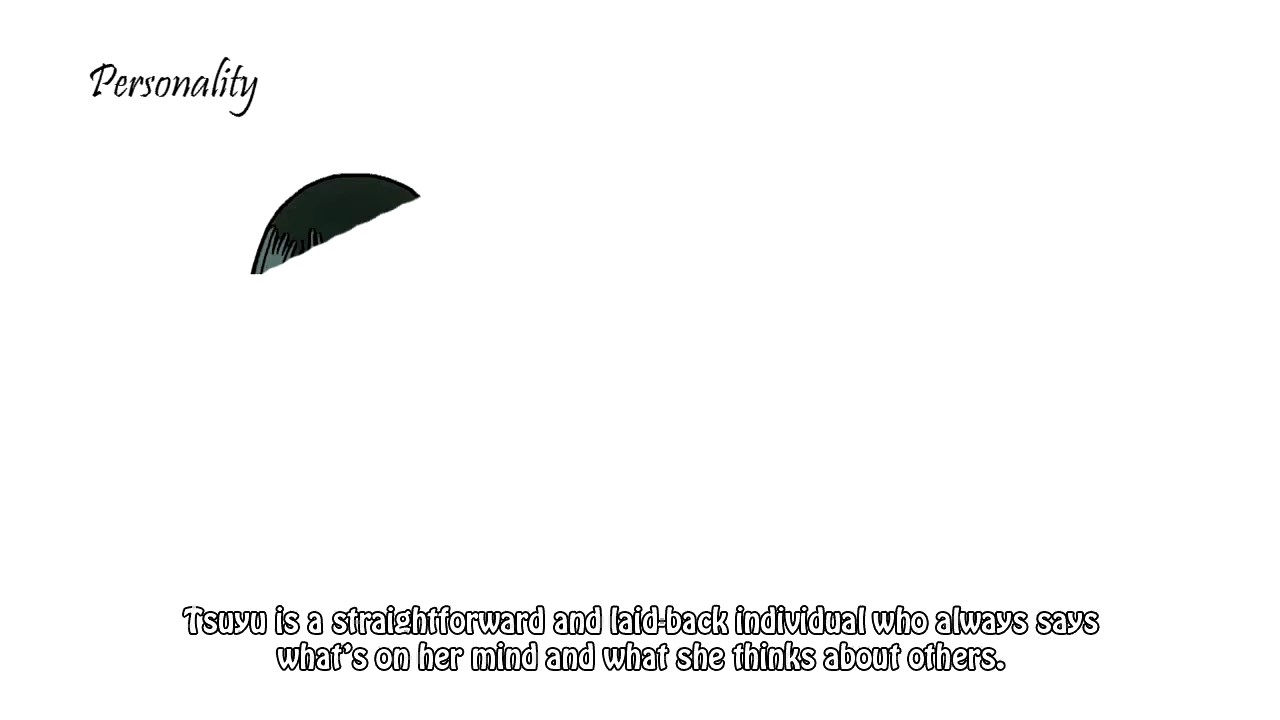 Personality
Tsuyu is a straightforward and laid-back individual who always says
what's on her mind and what she thinks about others.